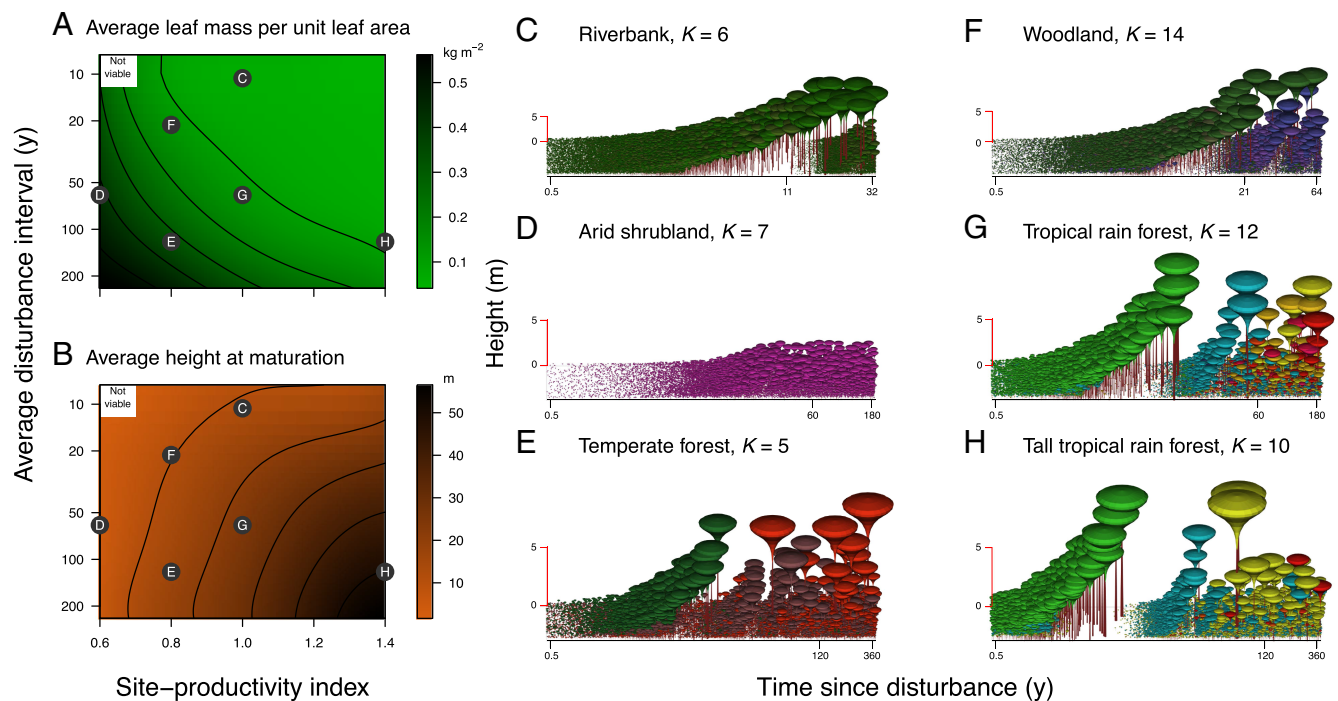 A Average leaf mass per unit leaf area
kg m⁻²
Not
viable
10
20
50
100
200
C
F
D
G
E
H
0.5
0.4
0.3
0.2
0.1
B Average height at maturation
m
Not
viable
10
20
50
100
200
C
F
D
G
E
H
50
40
30
20
10
0.6 0.8 1.0 1.2 1.4
Average disturbance interval (y)
Site−productivity index
C Riverbank, K = 6
5
0
0.5 11 32
D Arid shrubland, K = 7
5
0
0.5 60 180
E Temperate forest, K = 5
5
0
0.5 120 360
Height (m)
F Woodland, K = 14
5
0
0.5 21 64
G Tropical rain forest, K = 12
5
0
0.5 60 180
H Tall tropical rain forest, K = 10
5
0
0.5 120 360
Time since disturbance (y)